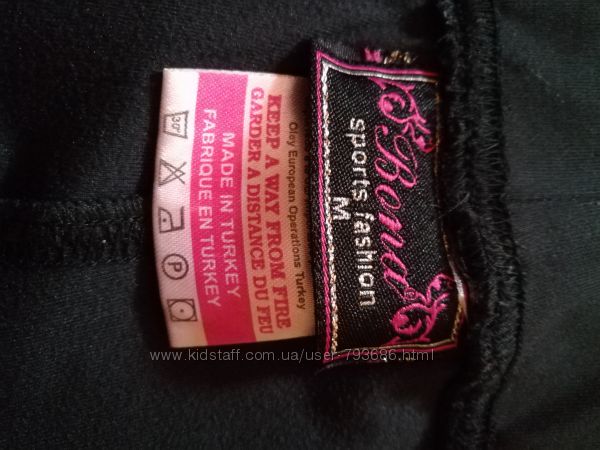 Bona
sports fashion
M
Oley European Operations Turkey
KEEP A WAY FROM FIRE
GARDER A DISTANCE DU FEU
MADE IN TURKEY
FABRIQUE EN TURKEY
30°
P
www.kidstaff.com.ua/user-793686.html